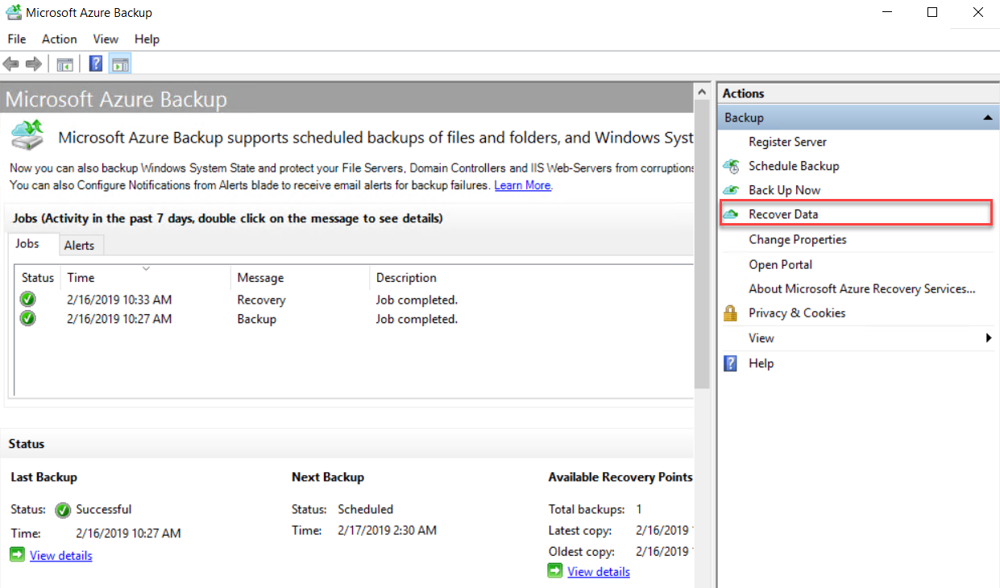 Microsoft Azure Backup
File Action View Help
Microsoft Azure Backup
Microsoft Azure Backup supports scheduled backups of files and folders, and Windows Syst
Now you can also backup Windows System State and protect your File Servers, Domain Controllers and IIS Web-Servers from corruptions
You can also Configure Notifications from Alerts blade to receive email alerts for backup failures. Learn More.
Jobs (Activity in the past 7 days, double click on the message to see details)
Jobs Alerts
Status Time Message Description
2/16/2019 10:33 AM Recovery Job completed.
2/16/2019 10:27 AM Backup Job completed.
Status
Last Backup
Status: Successful
Time: 2/16/2019 10:27 AM
View details
Next Backup
Status: Scheduled
Time: 2/17/2019 2:30 AM
Available Recovery Points
Total backups: 1
Latest copy: 2/16/2019
Oldest copy: 2/16/2019
View details
Actions
Backup
Register Server
Schedule Backup
Back Up Now
Recover Data
Change Properties
Open Portal
About Microsoft Azure Recovery Services...
Privacy & Cookies
View
Help